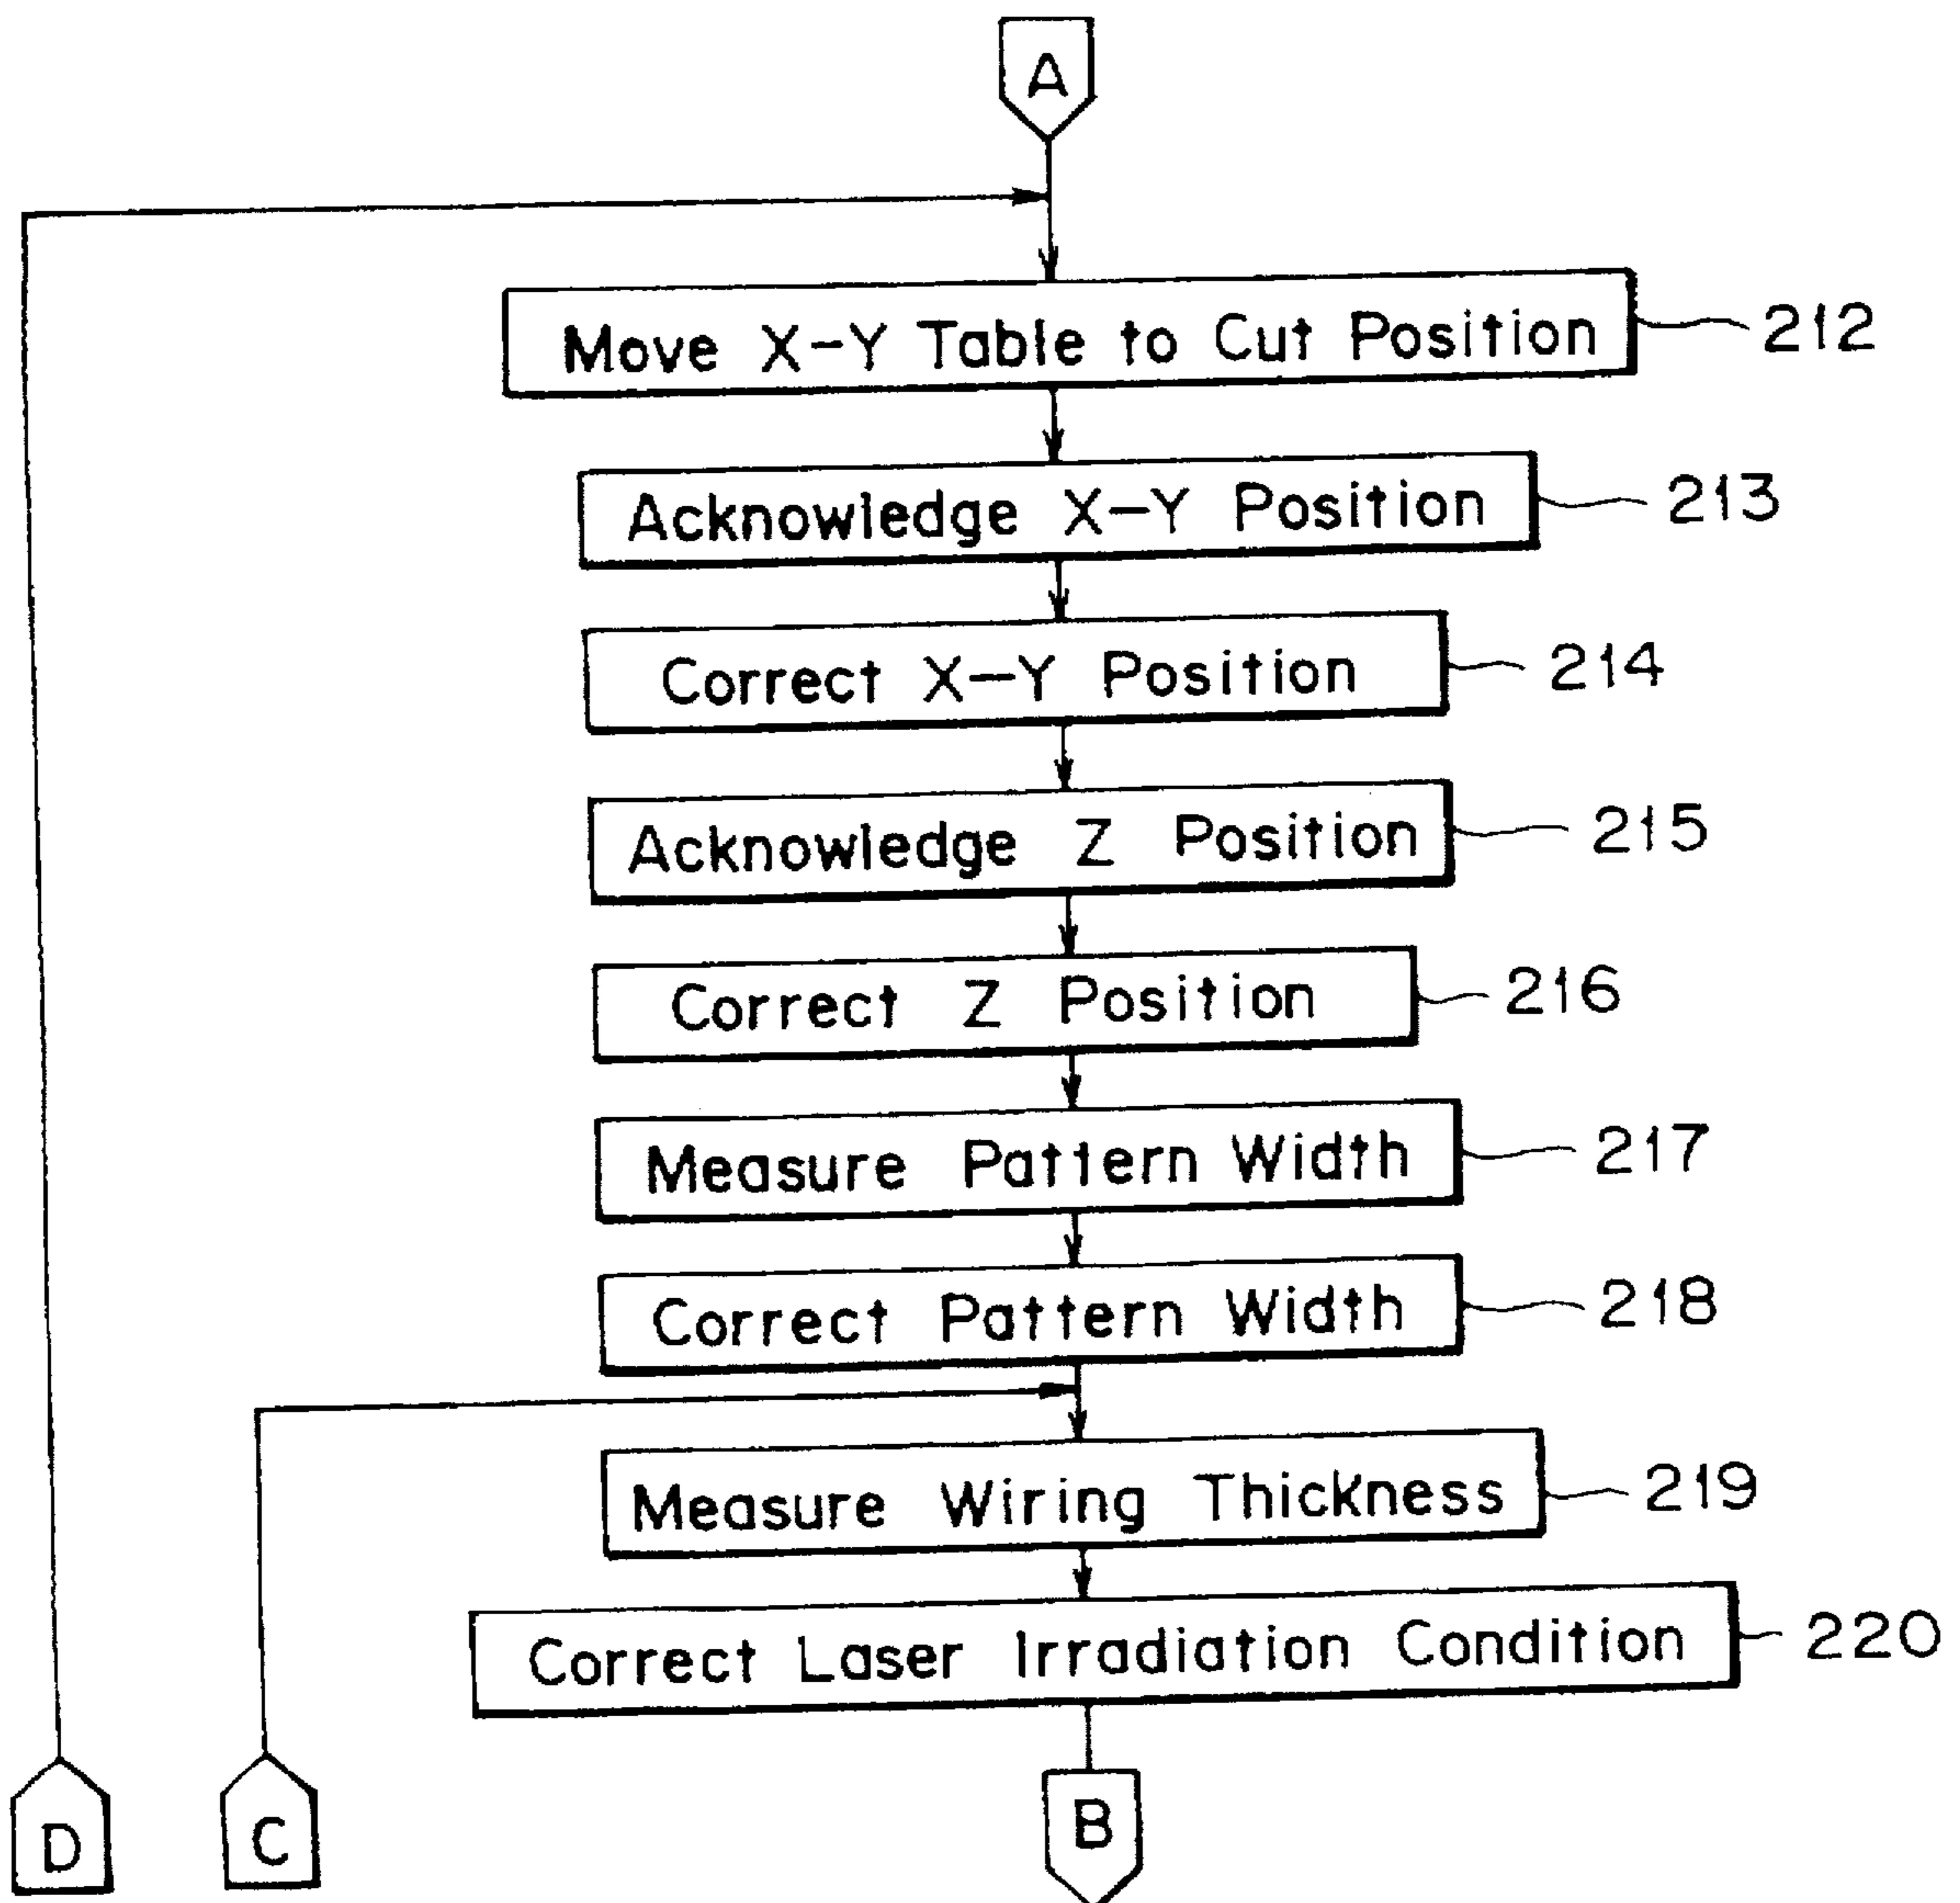 A
Move X-Y Table to Cut Position 212
Acknowledge X-Y Position 213
Correct X-Y Position 214
Acknowledge Z Position 215
Correct Z Position 216
Measure Pattern Width 217
Correct Pattern Width 218
Measure Wiring Thickness 219
Correct Laser Irradiation Condition 220
D C B